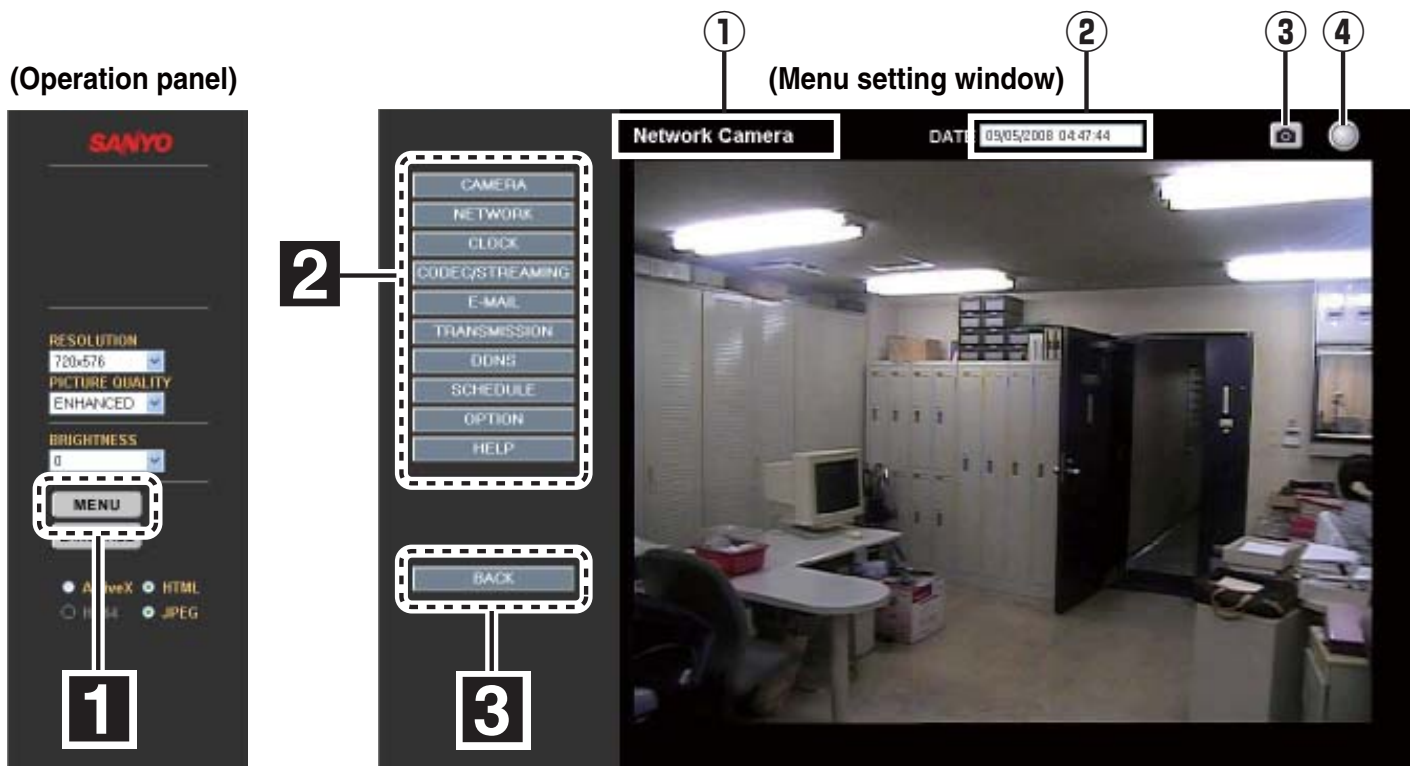 ① ② ③ ④
(Operation panel)
(Menu setting window)
SANYO
RESOLUTION
720x576
PICTURE QUALITY
ENHANCED
BRIGHTNESS
0
MENU
HTML
JPEG
1
2
CAMERA
NETWORK
CLOCK
CODEC/STREAMING
E-MAIL
TRANSMISSION
DDNS
SCHEDULE
OPTION
HELP
BACK
3
Network Camera
DATE 09/05/2008 04:47:44